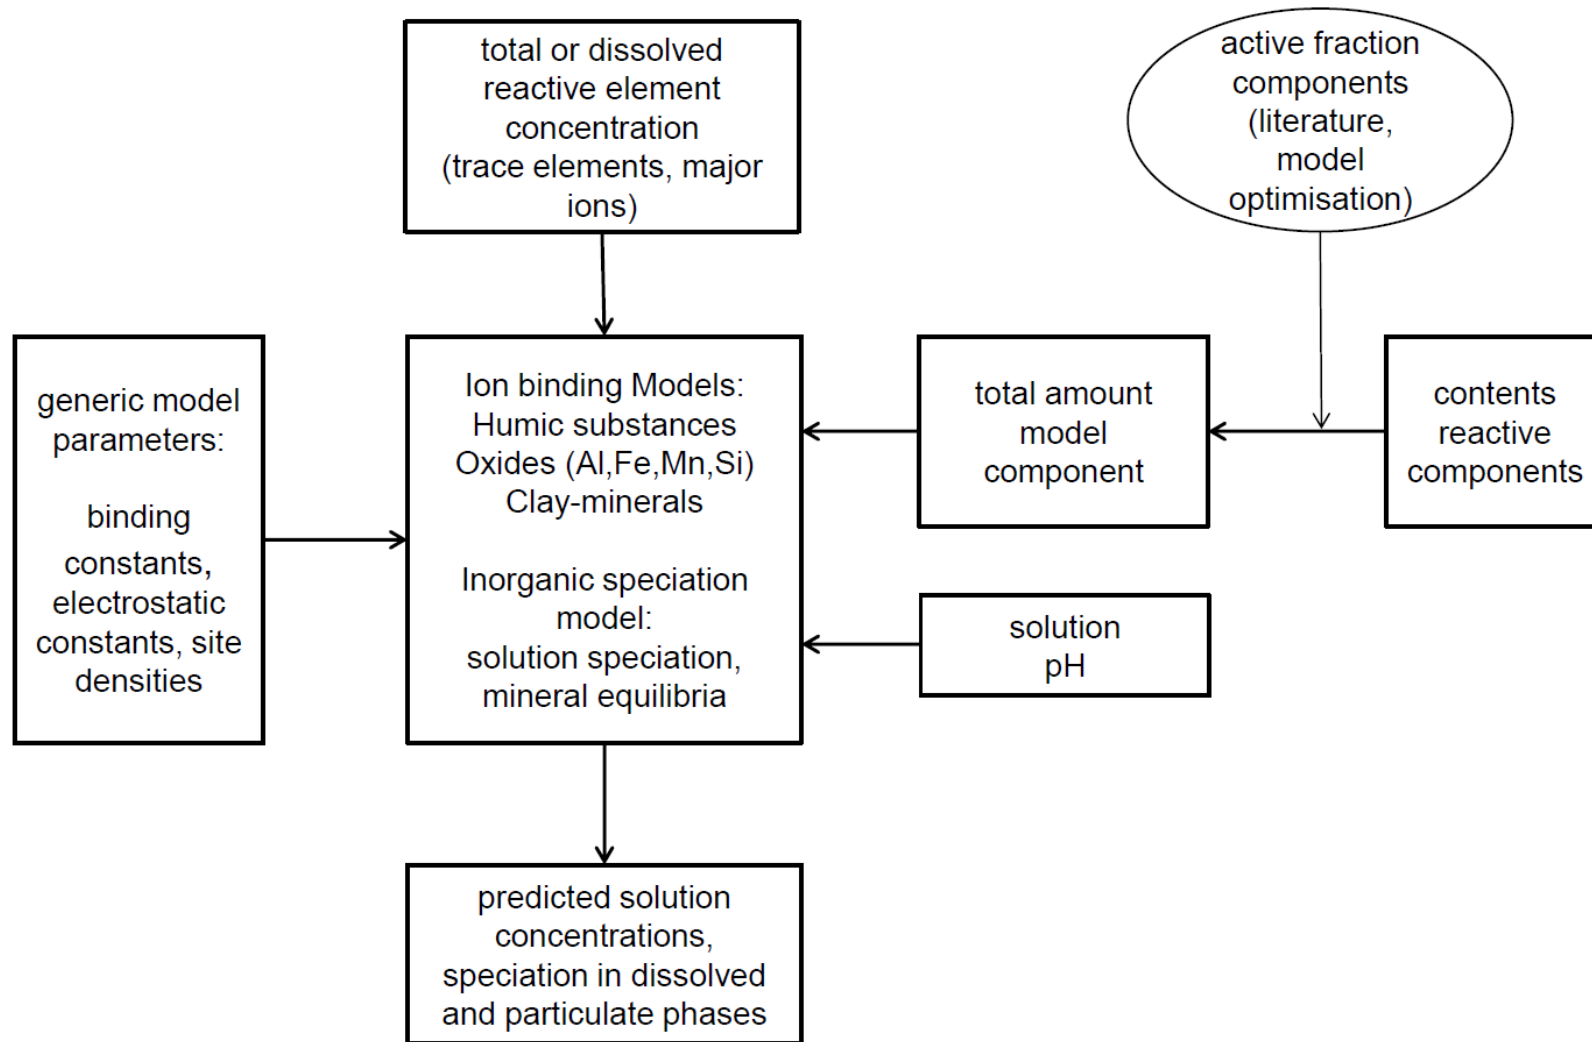 total or dissolved
reactive element
concentration
(trace elements, major
ions)
active fraction
components
(literature,
model
optimisation)
generic model
parameters:
binding
constants,
electrostatic
constants, site
densities
Ion binding Models:
Humic substances
Oxides (Al,Fe,Mn,Si)
Clay-minerals
Inorganic speciation
model:
solution speciation,
mineral equilibria
total amount
model
component
contents
reactive
components
solution
pH
predicted solution
concentrations,
speciation in dissolved
and particulate phases